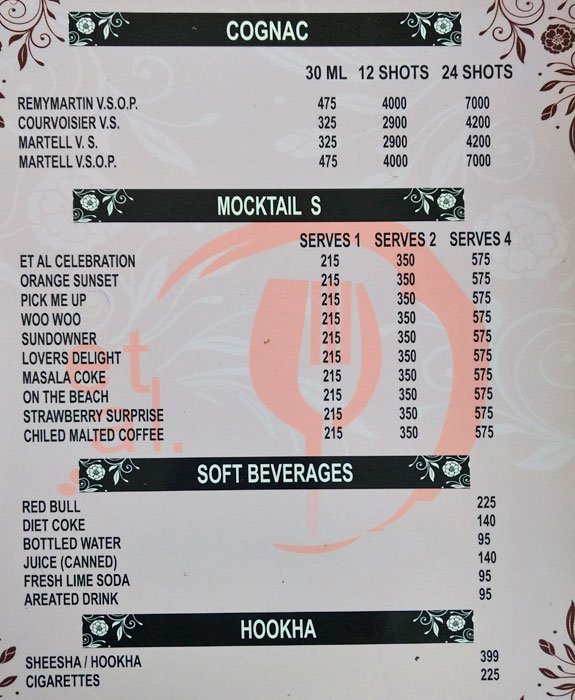 COGNAC
30 ML 12 SHOTS 24 SHOTS
REMYMARTIN V.S.O.P. 475 4000 7000
COURVOISIER V.S. 325 2900 4200
MARTELL V. S. 325 2900 4200
MARTELL V.S.O.P. 475 4000 7000
MOCKTAIL S
SERVES 1 SERVES 2 SERVES 4
ET AL CELEBRATION 215 350 575
ORANGE SUNSET 215 350 575
PICK ME UP 215 350 575
WOO WOO 215 350 575
SUNDOWNER 215 350 575
LOVERS DELIGHT 215 350 575
MASALA COKE 215 350 575
ON THE BEACH 215 350 575
STRAWBERRY SURPRISE 215 350 575
CHILED MALTED COFFEE 215 350 575
et
al.
SOFT BEVERAGES
RED BULL 225
DIET COKE 140
BOTTLED WATER 95
JUICE (CANNED) 140
FRESH LIME SODA 95
AREATED DRINK 95
HOOKHA
SHEESHA / HOOKHA 399
CIGARETTES 225